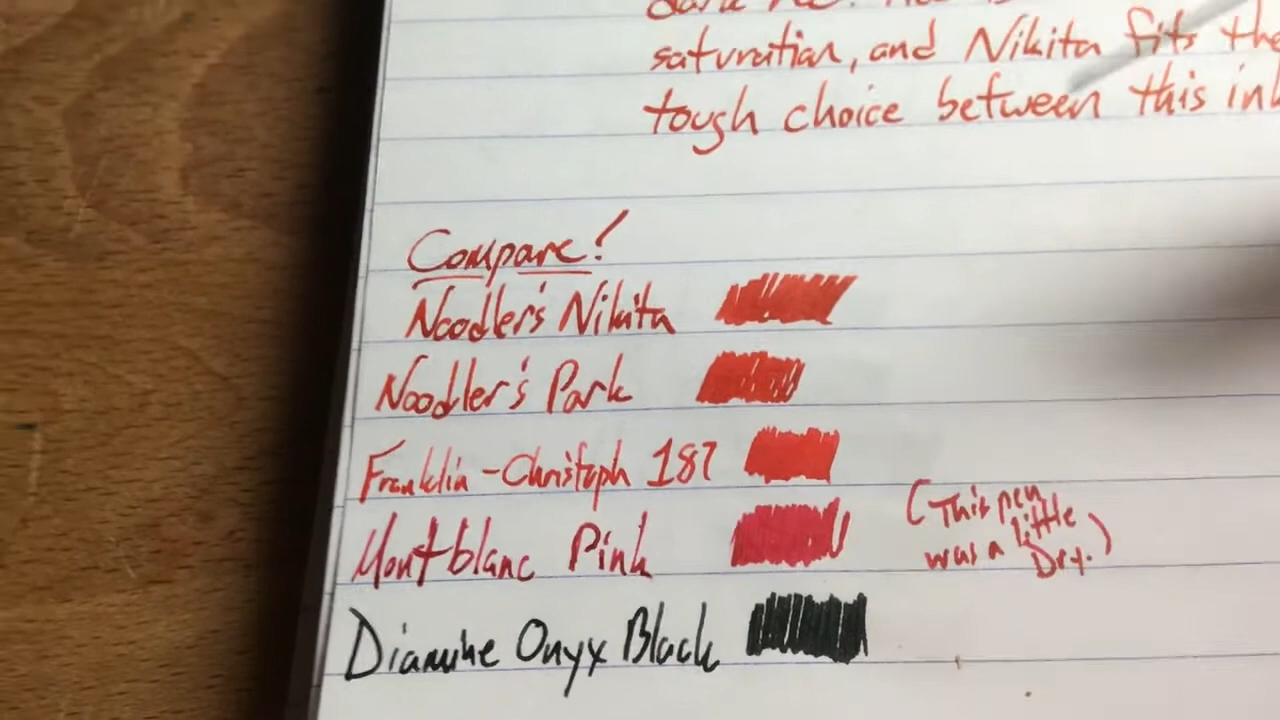 saturation, and Nikita fits the
tough choice between this ink
Compare!
Noodler's Nikita
Noodler's Park
Franklin-Christoph 187
Montblanc Pink
(This pen
was a little
Dry.)
Diamine Onyx Black